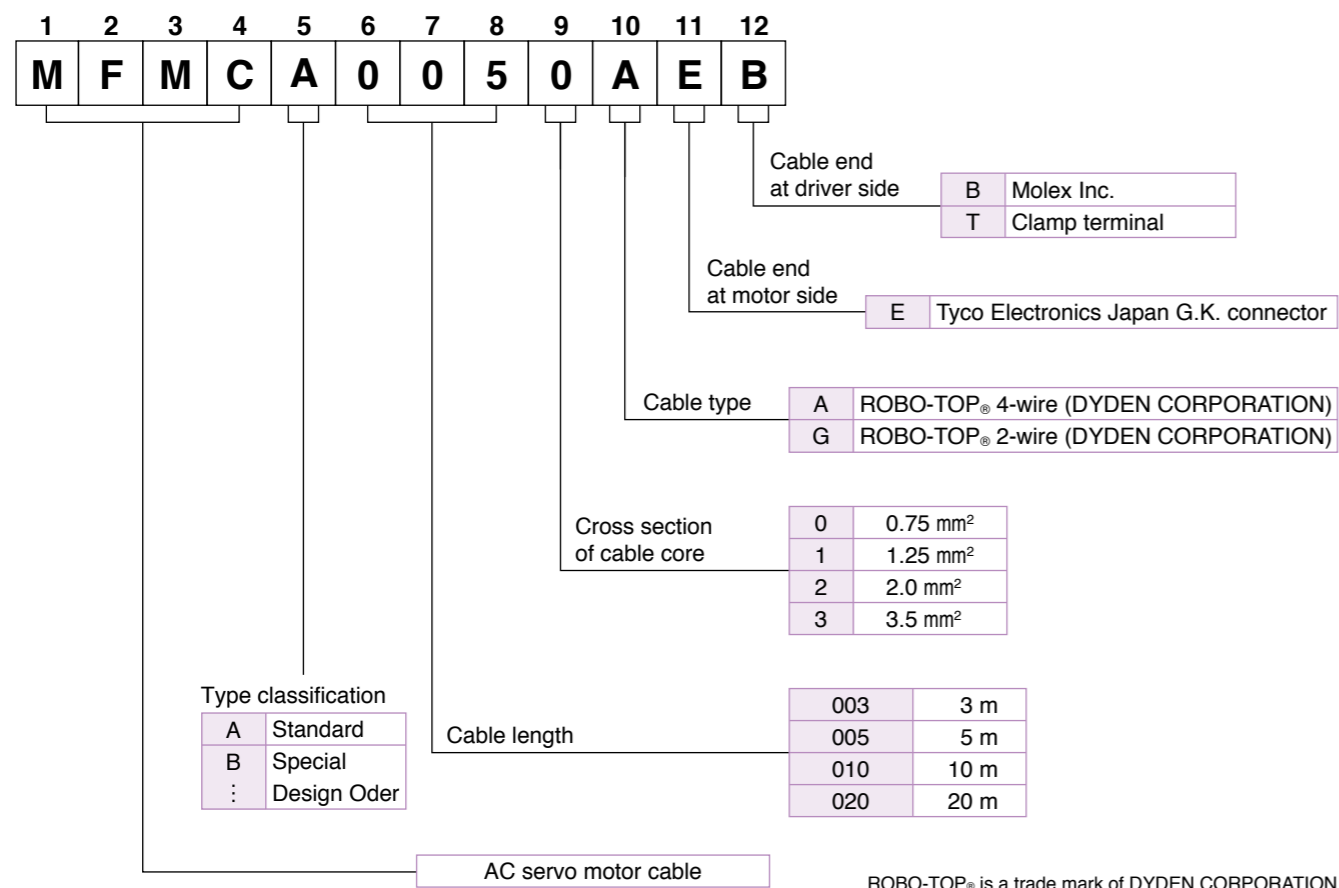 1 2 3 4 5 6 7 8 9 10 11 12
M F M C A 0 0 5 0 A E B
Cable end
at driver side
B Molex Inc.
T Clamp terminal
Cable end
at motor side
E Tyco Electronics Japan G.K. connector
Cable type
A ROBO-TOP® 4-wire (DYDEN CORPORATION)
G ROBO-TOP® 2-wire (DYDEN CORPORATION)
Cross section
of cable core
0 0.75 mm²
1 1.25 mm²
2 2.0 mm²
3 3.5 mm²
Type classification
A Standard
B Special
⋮ Design Oder
Cable length
003 3 m
005 5 m
010 10 m
020 20 m
AC servo motor cable
ROBO-TOP® is a trade mark of DYDEN CORPORATION